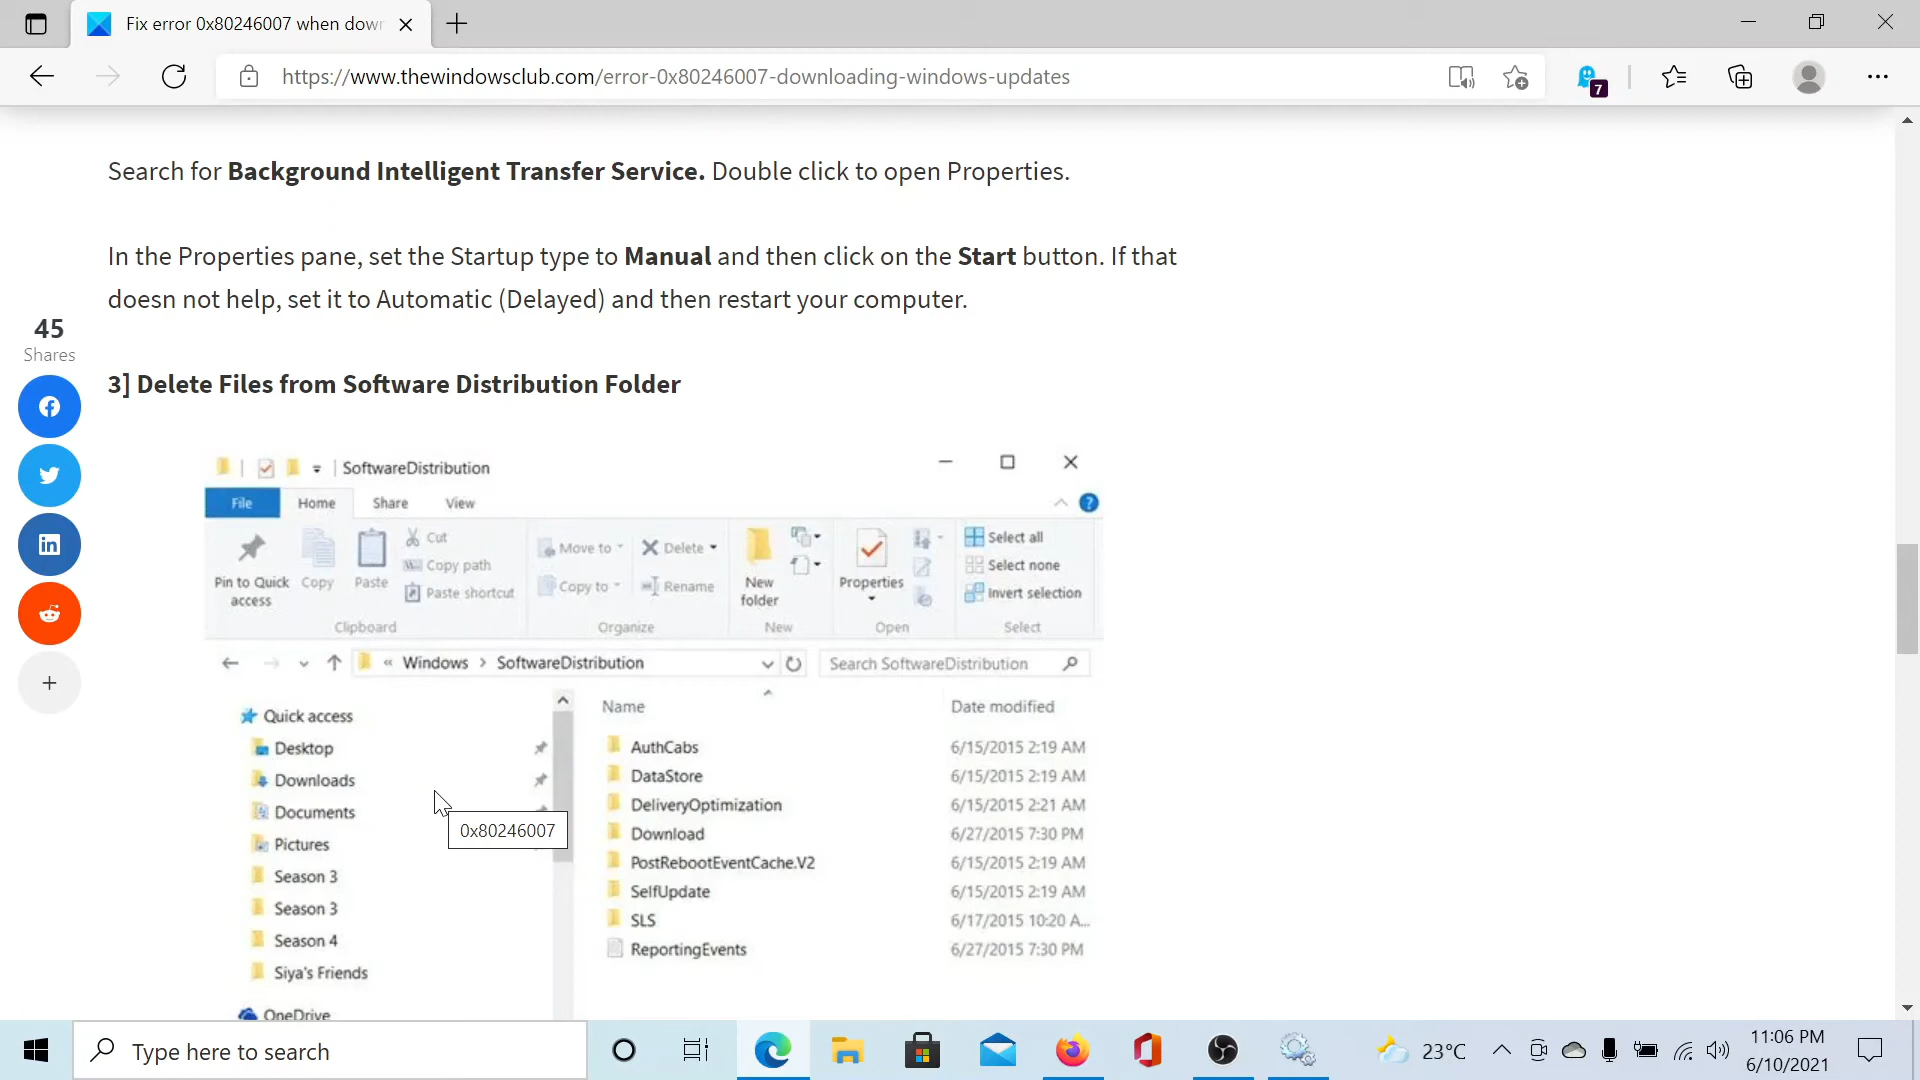 Fix error 0x80246007 when down
https://www.thewindowsclub.com/error-0x80246007-downloading-windows-updates
7
Search for Background Intelligent Transfer Service. Double click to open Properties.
In the Properties pane, set the Startup type to Manual and then click on the Start button. If that
doesn not help, set it to Automatic (Delayed) and then restart your computer.
45
Shares
3] Delete Files from Software Distribution Folder
SoftwareDistribution
File Home Share View
Pin to Quick
access
Copy
Paste
Cut
Copy path
Paste shortcut
Clipboard
Move to
Copy to
Delete
Rename
Organize
New
folder
New
Properties
Open
Select all
Select none
Invert selection
Select
« Windows > SoftwareDistribution
Search SoftwareDistribution
Quick access
Desktop
Downloads
Documents
Pictures
Season 3
Season 3
Season 4
Siya's Friends
OneDrive
0x80246007
Name Date modified
AuthCabs 6/15/2015 2:19 AM
DataStore 6/15/2015 2:19 AM
DeliveryOptimization 6/15/2015 2:21 AM
Download 6/27/2015 7:30 PM
PostRebootEventCache.V2 6/15/2015 2:19 AM
SelfUpdate 6/15/2015 2:19 AM
SLS 6/17/2015 10:20 A...
ReportingEvents 6/27/2015 7:30 PM
Type here to search
23°C
11:06 PM
6/10/2021